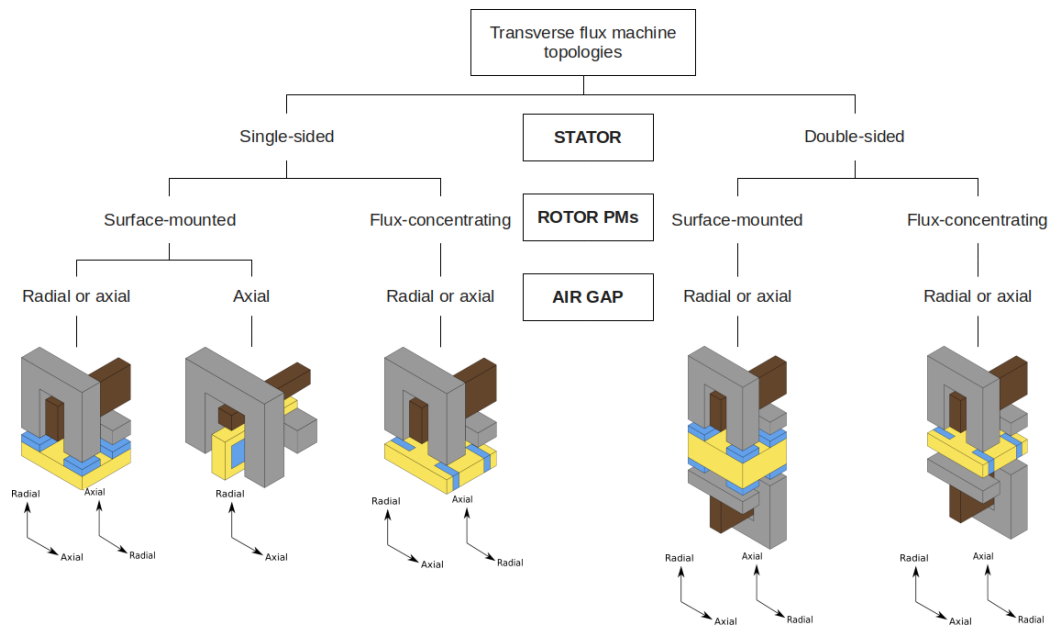 Transverse flux machine
topologies
Single-sided
STATOR
Double-sided
Surface-mounted
Flux-concentrating
ROTOR PMs
Surface-mounted
Flux-concentrating
Radial or axial
Axial
Radial or axial
AIR GAP
Radial or axial
Radial or axial
Radial
Axial
Axial
Radial
Radial
Axial
Radial
Axial
Axial
Radial
Radial
Axial
Axial
Radial
Radial
Axial
Axial
Radial